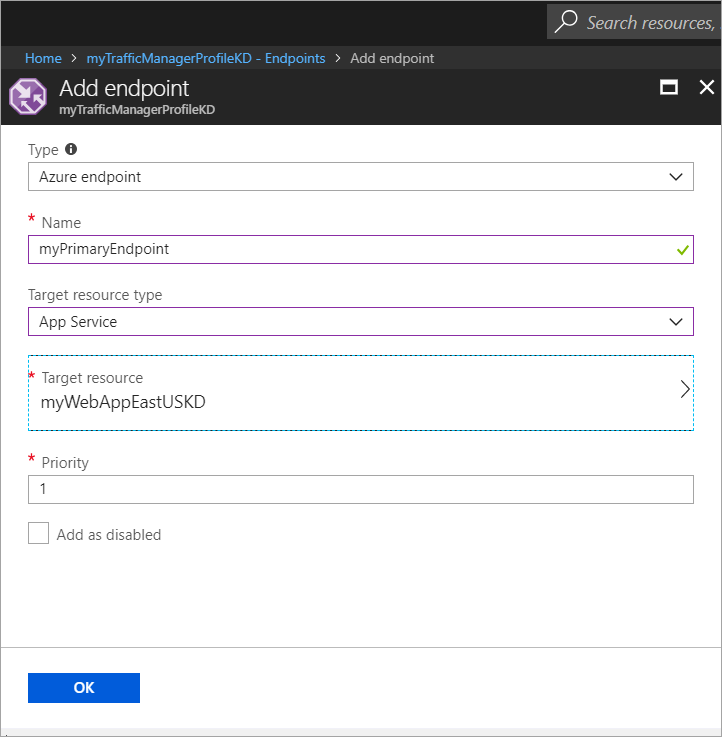 Search resources,
Home > myTrafficManagerProfileKD - Endpoints > Add endpoint
Add endpoint
myTrafficManagerProfileKD
Type
Azure endpoint
* Name
myPrimaryEndpoint
Target resource type
App Service
* Target resource
myWebAppEastUSKD
* Priority
1
Add as disabled
OK